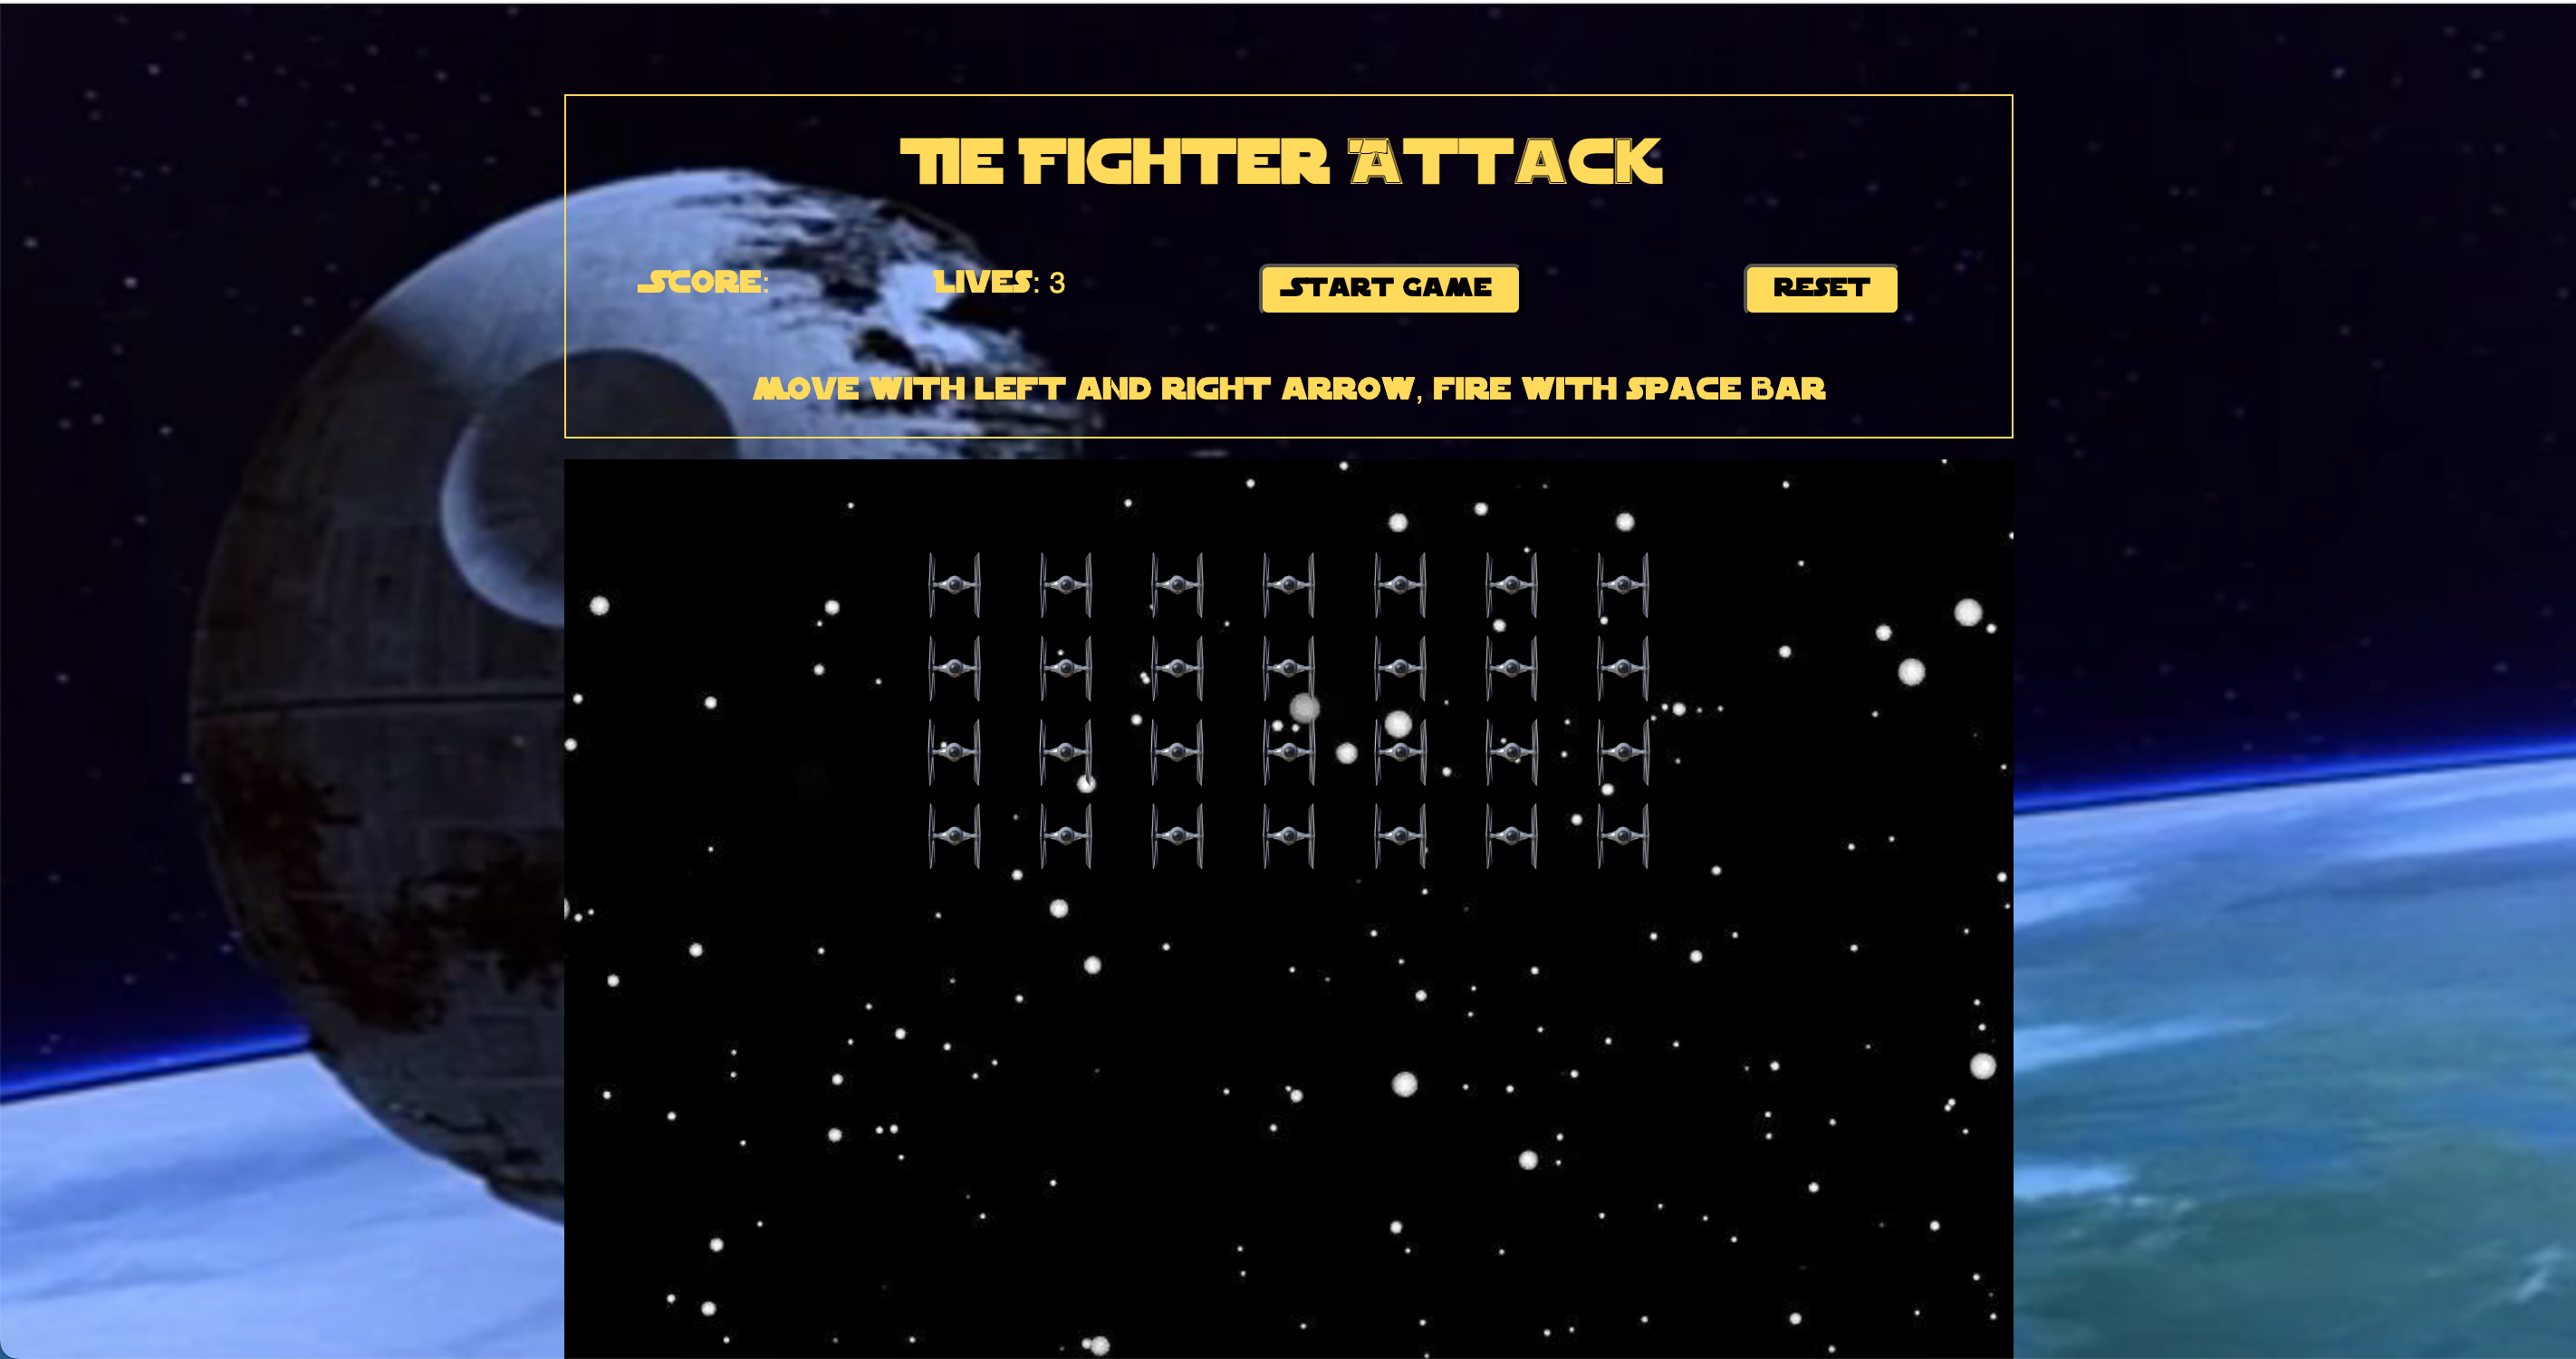 TIE FIGHTER ATTACK
SCORE: LIVES: 3 START GAME RESET
MOVE WITH LEFT AND RIGHT ARROW, FIRE WITH SPACE BAR